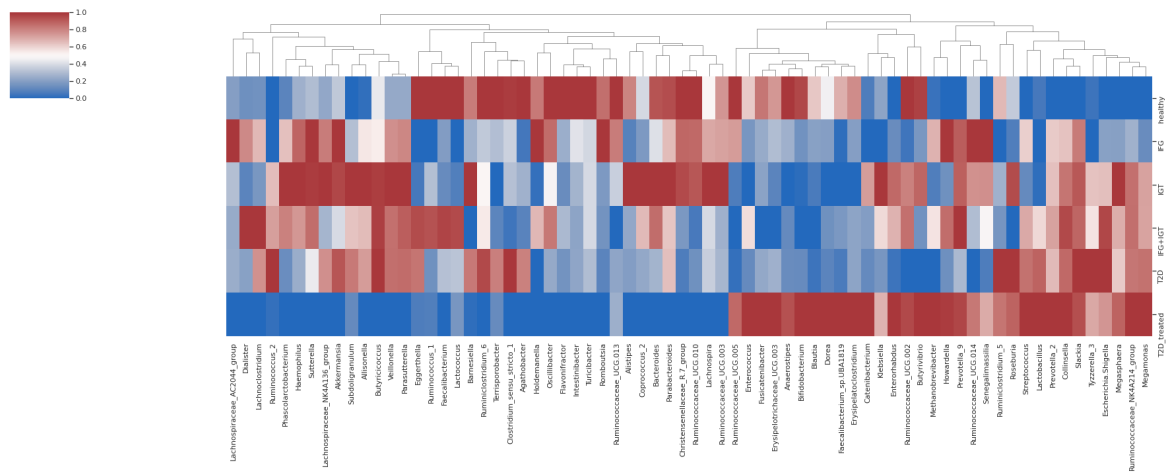 1.0
0.8
0.6
0.4
0.2
0.0
healthy
IFG
IGT
IFG+IGT
T2D
T2D_treated
Lachnospiraceae_AC2044_group
Dialister
Lachnoclostridium
Ruminococcus_2
Phascolarctobacterium
Haemophilus
Sutterella
Lachnospiraceae_NK4A136_group
Akkermansia
Subdoligranulum
Allisonella
Butyricicoccus
Veillonella
Parasutterella
Eggerthella
Ruminococcus_1
Faecalibacterium
Lactococcus
Barnesiella
Ruminiclostridium_6
Terrisporobacter
Clostridium_sensu_stricto_1
Agathobacter
Holdemanella
Oscillibacter
Flavonifractor
Intestinibacter
Turicibacter
Romboutsia
Ruminococcaceae_UCG.013
Alistipes
Coprococcus_2
Bacteroides
Parabacteroides
Christensenellaceae_R.7_group
Ruminococcaceae_UCG.010
Lachnospira
Ruminococcaceae_UCG.003
Ruminococcaceae_UCG.005
Enterococcus
Fusicatenibacter
Erysipelotrichaceae_UCG.003
Anaerostipes
Bifidobacterium
Blautia
Dorea
Faecalibacterium_sp.UBA1819
Erysipelatoclostridium
Catenibacterium
Klebsiella
Enterorhabdus
Ruminococcaceae_UCG.002
Butyrivibrio
Methanobrevibacter
Howardella
Prevotella_9
Ruminococcaceae_UCG.014
Senegalimassilia
Ruminiclostridium_5
Roseburia
Streptococcus
Lactobacillus
Prevotella_2
Collinsella
Slackia
Tyzzerella_3
Escherichia.Shigella
Megasphaera
Ruminococcaceae_NK4A214_group
Megamonas